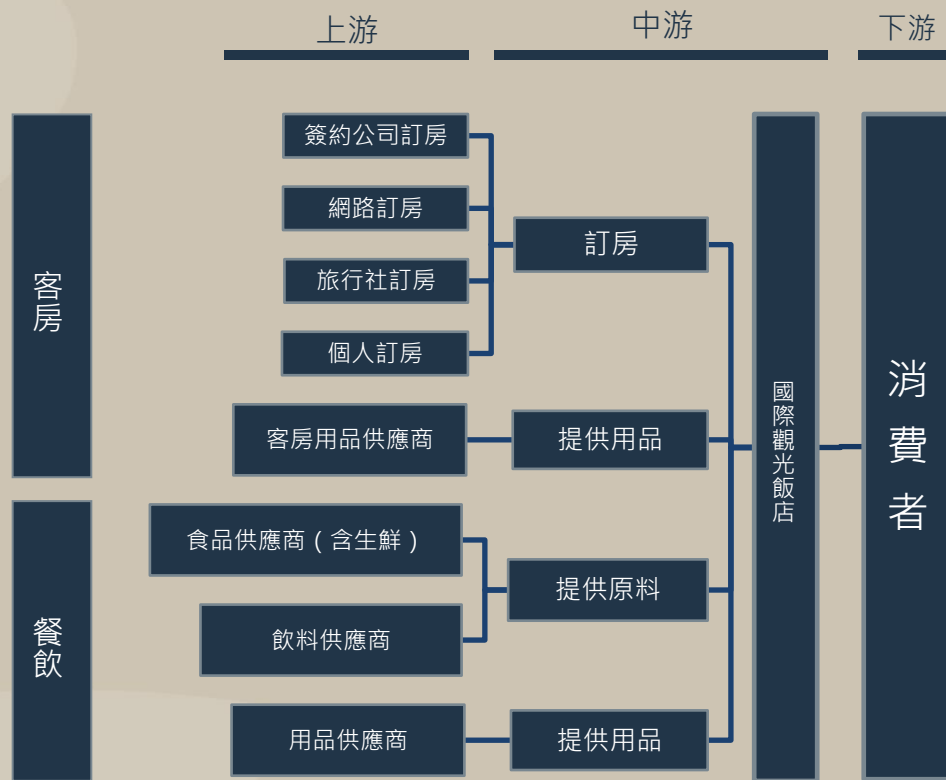 上游
中游
下游
客房
簽約公司訂房
網路訂房
旅行社訂房
個人訂房
訂房
客房用品供應商
提供用品
餐飲
食品供應商（含生鮮）
飲料供應商
提供原料
用品供應商
提供用品
國際觀光飯店
消費者